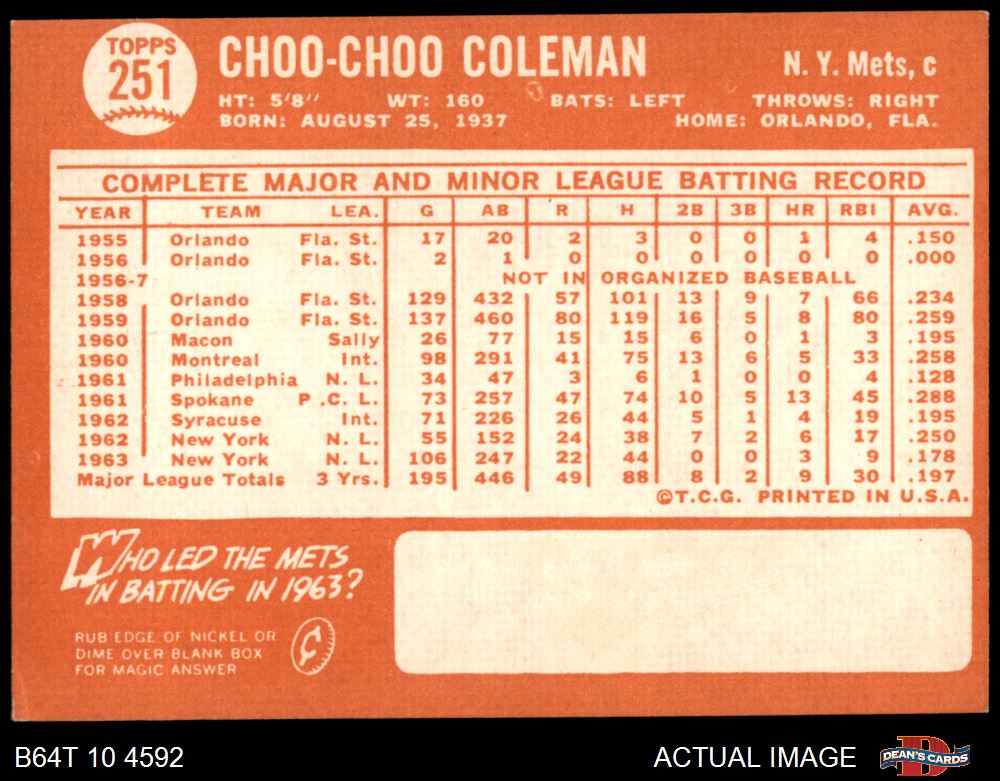 TOPPS
251
CHOO-CHOO COLEMAN
N. Y. Mets, c
HT: 5'8" WT: 160 BATS: LEFT THROWS: RIGHT
BORN: AUGUST 25, 1937 HOME: ORLANDO, FLA.
COMPLETE MAJOR AND MINOR LEAGUE BATTING RECORD
YEAR TEAM LEA. G AB R H 2B 3B HR RBI AVG.
1955 Orlando Fla. St. 17 20 2 3 0 0 1 4 .150
1956 Orlando Fla. St. 2 1 0 0 0 0 0 0 .000
1956-7 NOT IN ORGANIZED BASEBALL
1958 Orlando Fla. St. 129 432 57 101 13 9 7 66 .234
1959 Orlando Fla. St. 137 460 80 119 16 5 8 80 .259
1960 Macon Sally 26 77 15 15 6 0 1 3 .195
1960 Montreal Int. 98 291 41 75 13 6 5 33 .258
1961 Philadelphia N. L. 34 47 3 6 1 0 0 4 .128
1961 Spokane P .C. L. 73 257 47 74 10 5 13 45 .288
1962 Syracuse Int. 71 226 26 44 5 1 4 19 .195
1962 New York N. L. 55 152 24 38 7 2 6 17 .250
1963 New York N. L. 106 247 22 44 0 0 3 9 .178
Major League Totals 3 Yrs. 195 446 49 88 8 2 9 30 .197
©T.C.G. PRINTED IN U.S.A.
WHO LED THE METS
IN BATTING IN 1963?
RUB EDGE OF NICKEL OR
DIME OVER BLANK BOX
FOR MAGIC ANSWER
¢
B64T 10 4592
ACTUAL IMAGE
DEAN'S CARDS